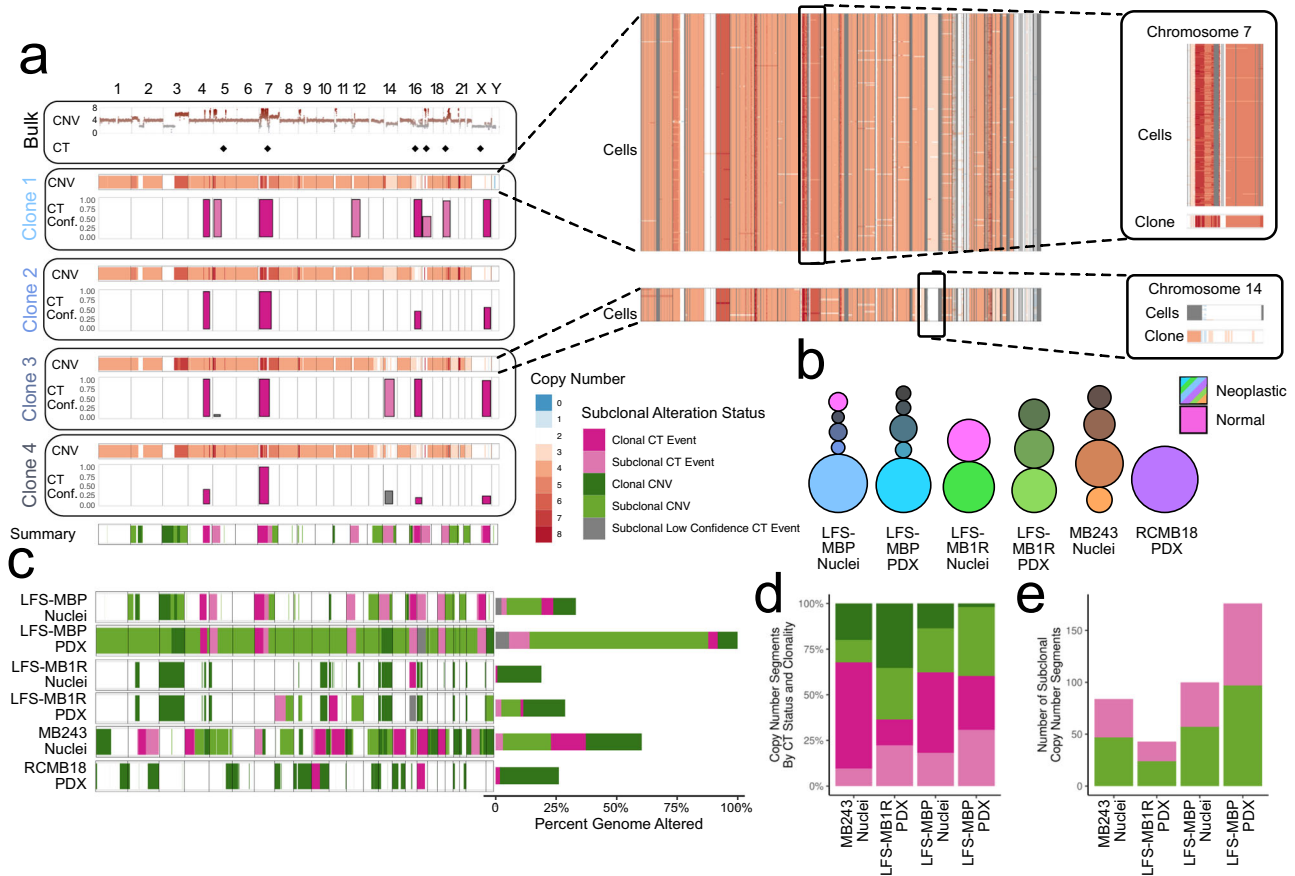 a
1 2 3 4 5 6 7 8 9 10 11 12 14 16 18 21 X Y
Bulk
CNV
8
4
0
CT
Clone 1
CNV
CT
Conf.
1.00
0.75
0.50
0.25
0.00
Clone 2
CNV
CT
Conf.
1.00
0.75
0.50
0.25
0.00
Clone 3
CNV
CT
Conf.
1.00
0.75
0.50
0.25
0.00
Clone 4
CNV
CT
Conf.
1.00
0.75
0.50
0.25
0.00
Summary
Cells
Cells
Chromosome 7
Cells
Clone
Chromosome 14
Cells
Clone
Copy Number
0
1
2
3
4
5
6
7
8
Subclonal Alteration Status
Clonal CT Event
Subclonal CT Event
Clonal CNV
Subclonal CNV
Subclonal Low Confidence CT Event
b
Neoplastic
Normal
LFS-
MBP
Nuclei
LFS-
MBP
PDX
LFS-
MB1R
Nuclei
LFS-
MB1R
PDX
MB243
Nuclei
RCMB18
PDX
c
LFS-MBP
Nuclei
LFS-MBP
PDX
LFS-MB1R
Nuclei
LFS-MB1R
PDX
MB243
Nuclei
RCMB18
PDX
0 25% 50% 75% 100%
Percent Genome Altered
d
Copy Number Segments
By CT Status and Clonality
100%
75%
50%
25%
0%
MB243
Nuclei
LFS-MB1R
PDX
LFS-MBP
Nuclei
LFS-MBP
PDX
e
Number of Subclonal
Copy Number Segments
150
100
50
0
MB243
Nuclei
LFS-MB1R
PDX
LFS-MBP
Nuclei
LFS-MBP
PDX